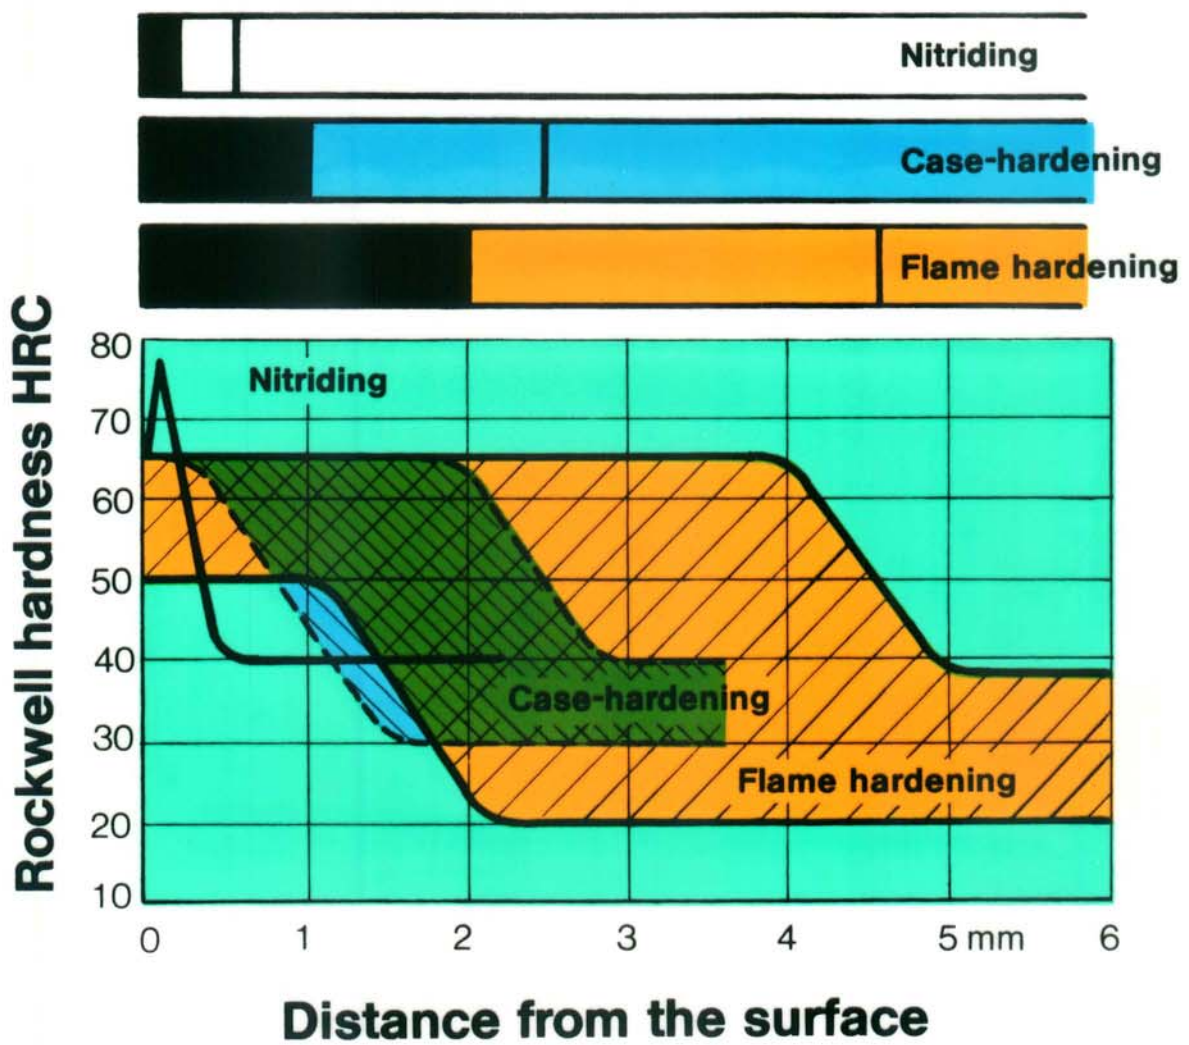 Nitriding
Case-hardening
Flame hardening
Rockwell hardness HRC
80
70
60
50
40
30
20
10
Nitriding
Case-hardening
Flame hardening
0 1 2 3 4 5 mm 6
Distance from the surface